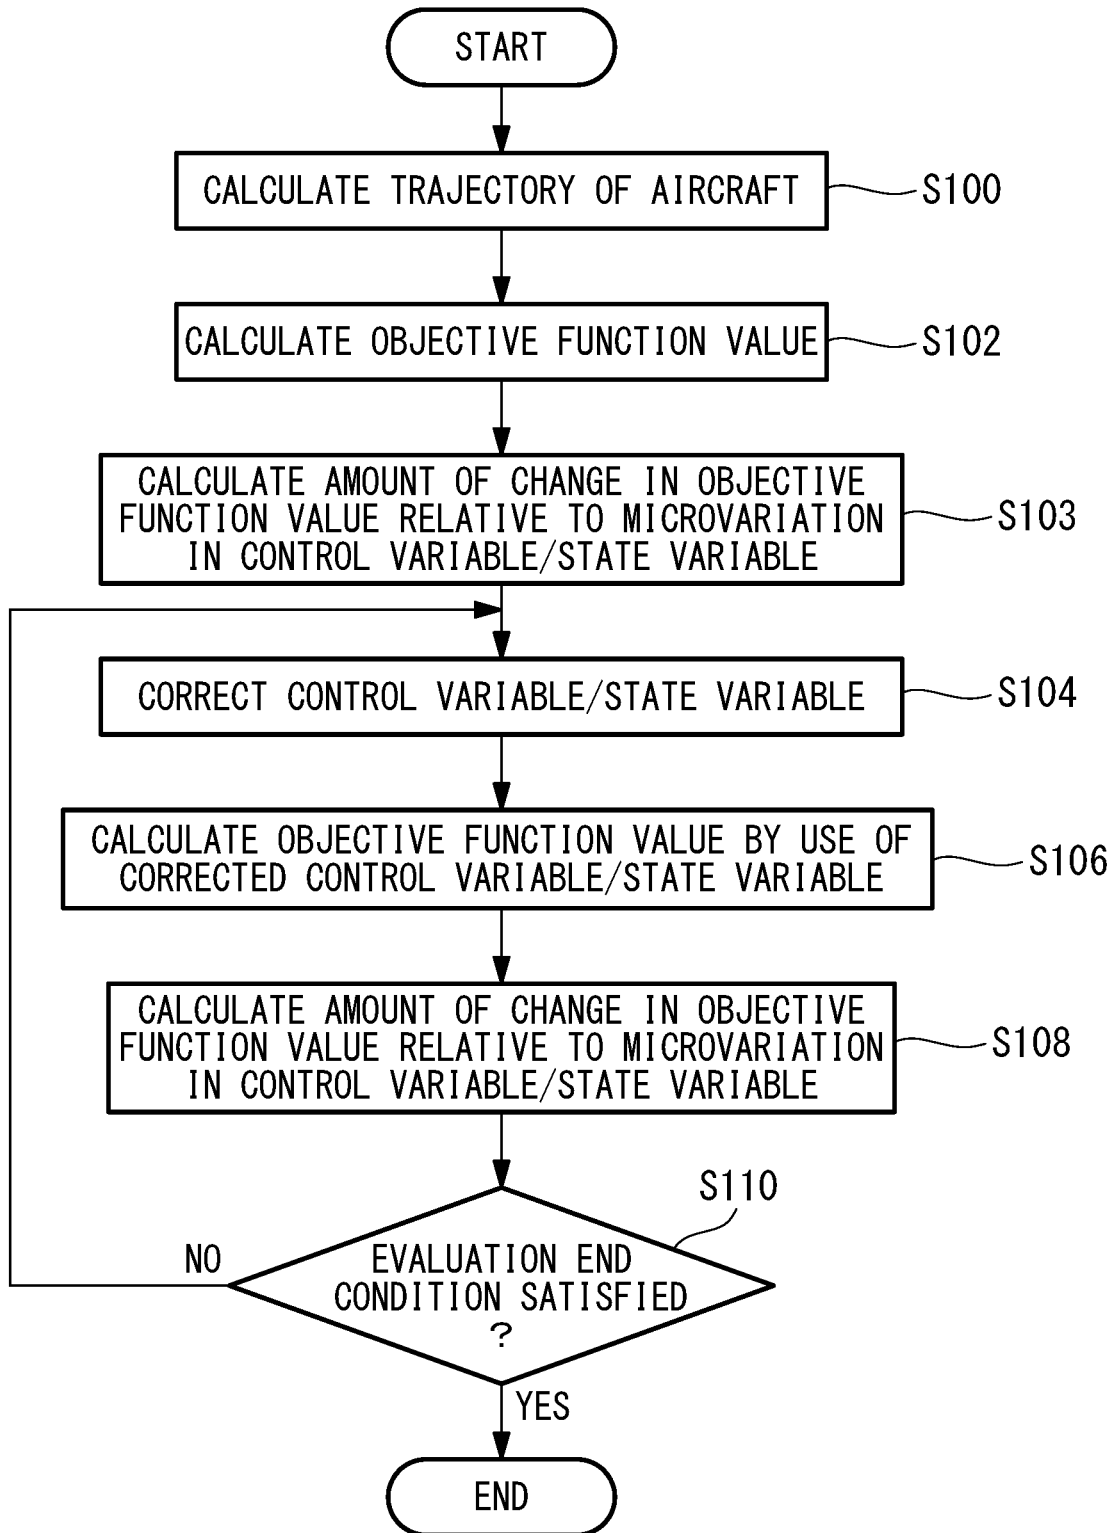 START
CALCULATE TRAJECTORY OF AIRCRAFT
S100
CALCULATE OBJECTIVE FUNCTION VALUE
S102
CALCULATE AMOUNT OF CHANGE IN OBJECTIVE
FUNCTION VALUE RELATIVE TO MICROVARIATION
IN CONTROL VARIABLE/STATE VARIABLE
S103
CORRECT CONTROL VARIABLE/STATE VARIABLE
S104
CALCULATE OBJECTIVE FUNCTION VALUE BY USE OF
CORRECTED CONTROL VARIABLE/STATE VARIABLE
S106
CALCULATE AMOUNT OF CHANGE IN OBJECTIVE
FUNCTION VALUE RELATIVE TO MICROVARIATION
IN CONTROL VARIABLE/STATE VARIABLE
S108
S110
NO
EVALUATION END
CONDITION SATISFIED
?
YES
END